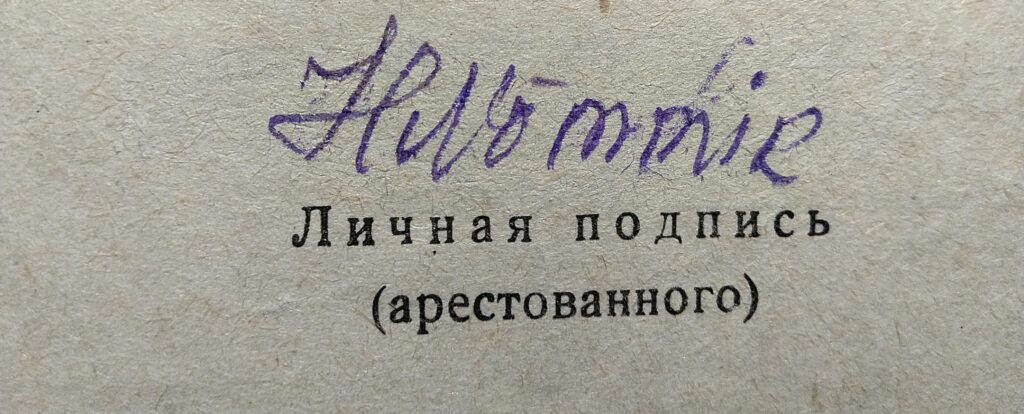 Личная подпись
(арестованного)